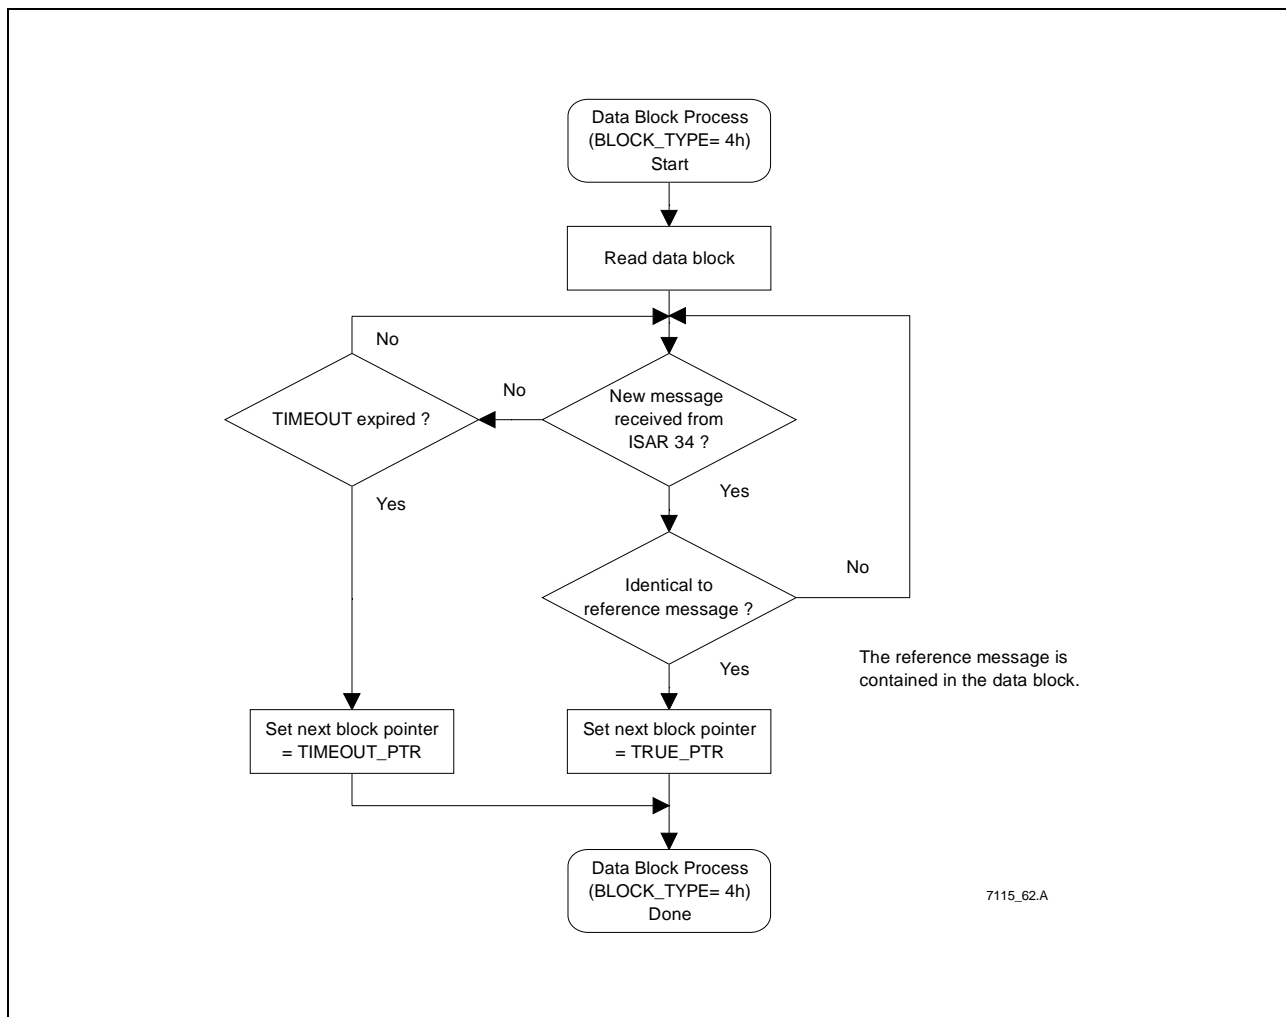 Data Block Process
(BLOCK_TYPE= 4h)
Start
Read data block
No
No
New message
received from
ISAR 34 ?
TIMEOUT expired ?
Yes
Yes
No
Identical to
reference message ?
The reference message is
contained in the data block.
Yes
Set next block pointer
= TIMEOUT_PTR
Set next block pointer
= TRUE_PTR
Data Block Process
(BLOCK_TYPE= 4h)
Done
7115_62.A